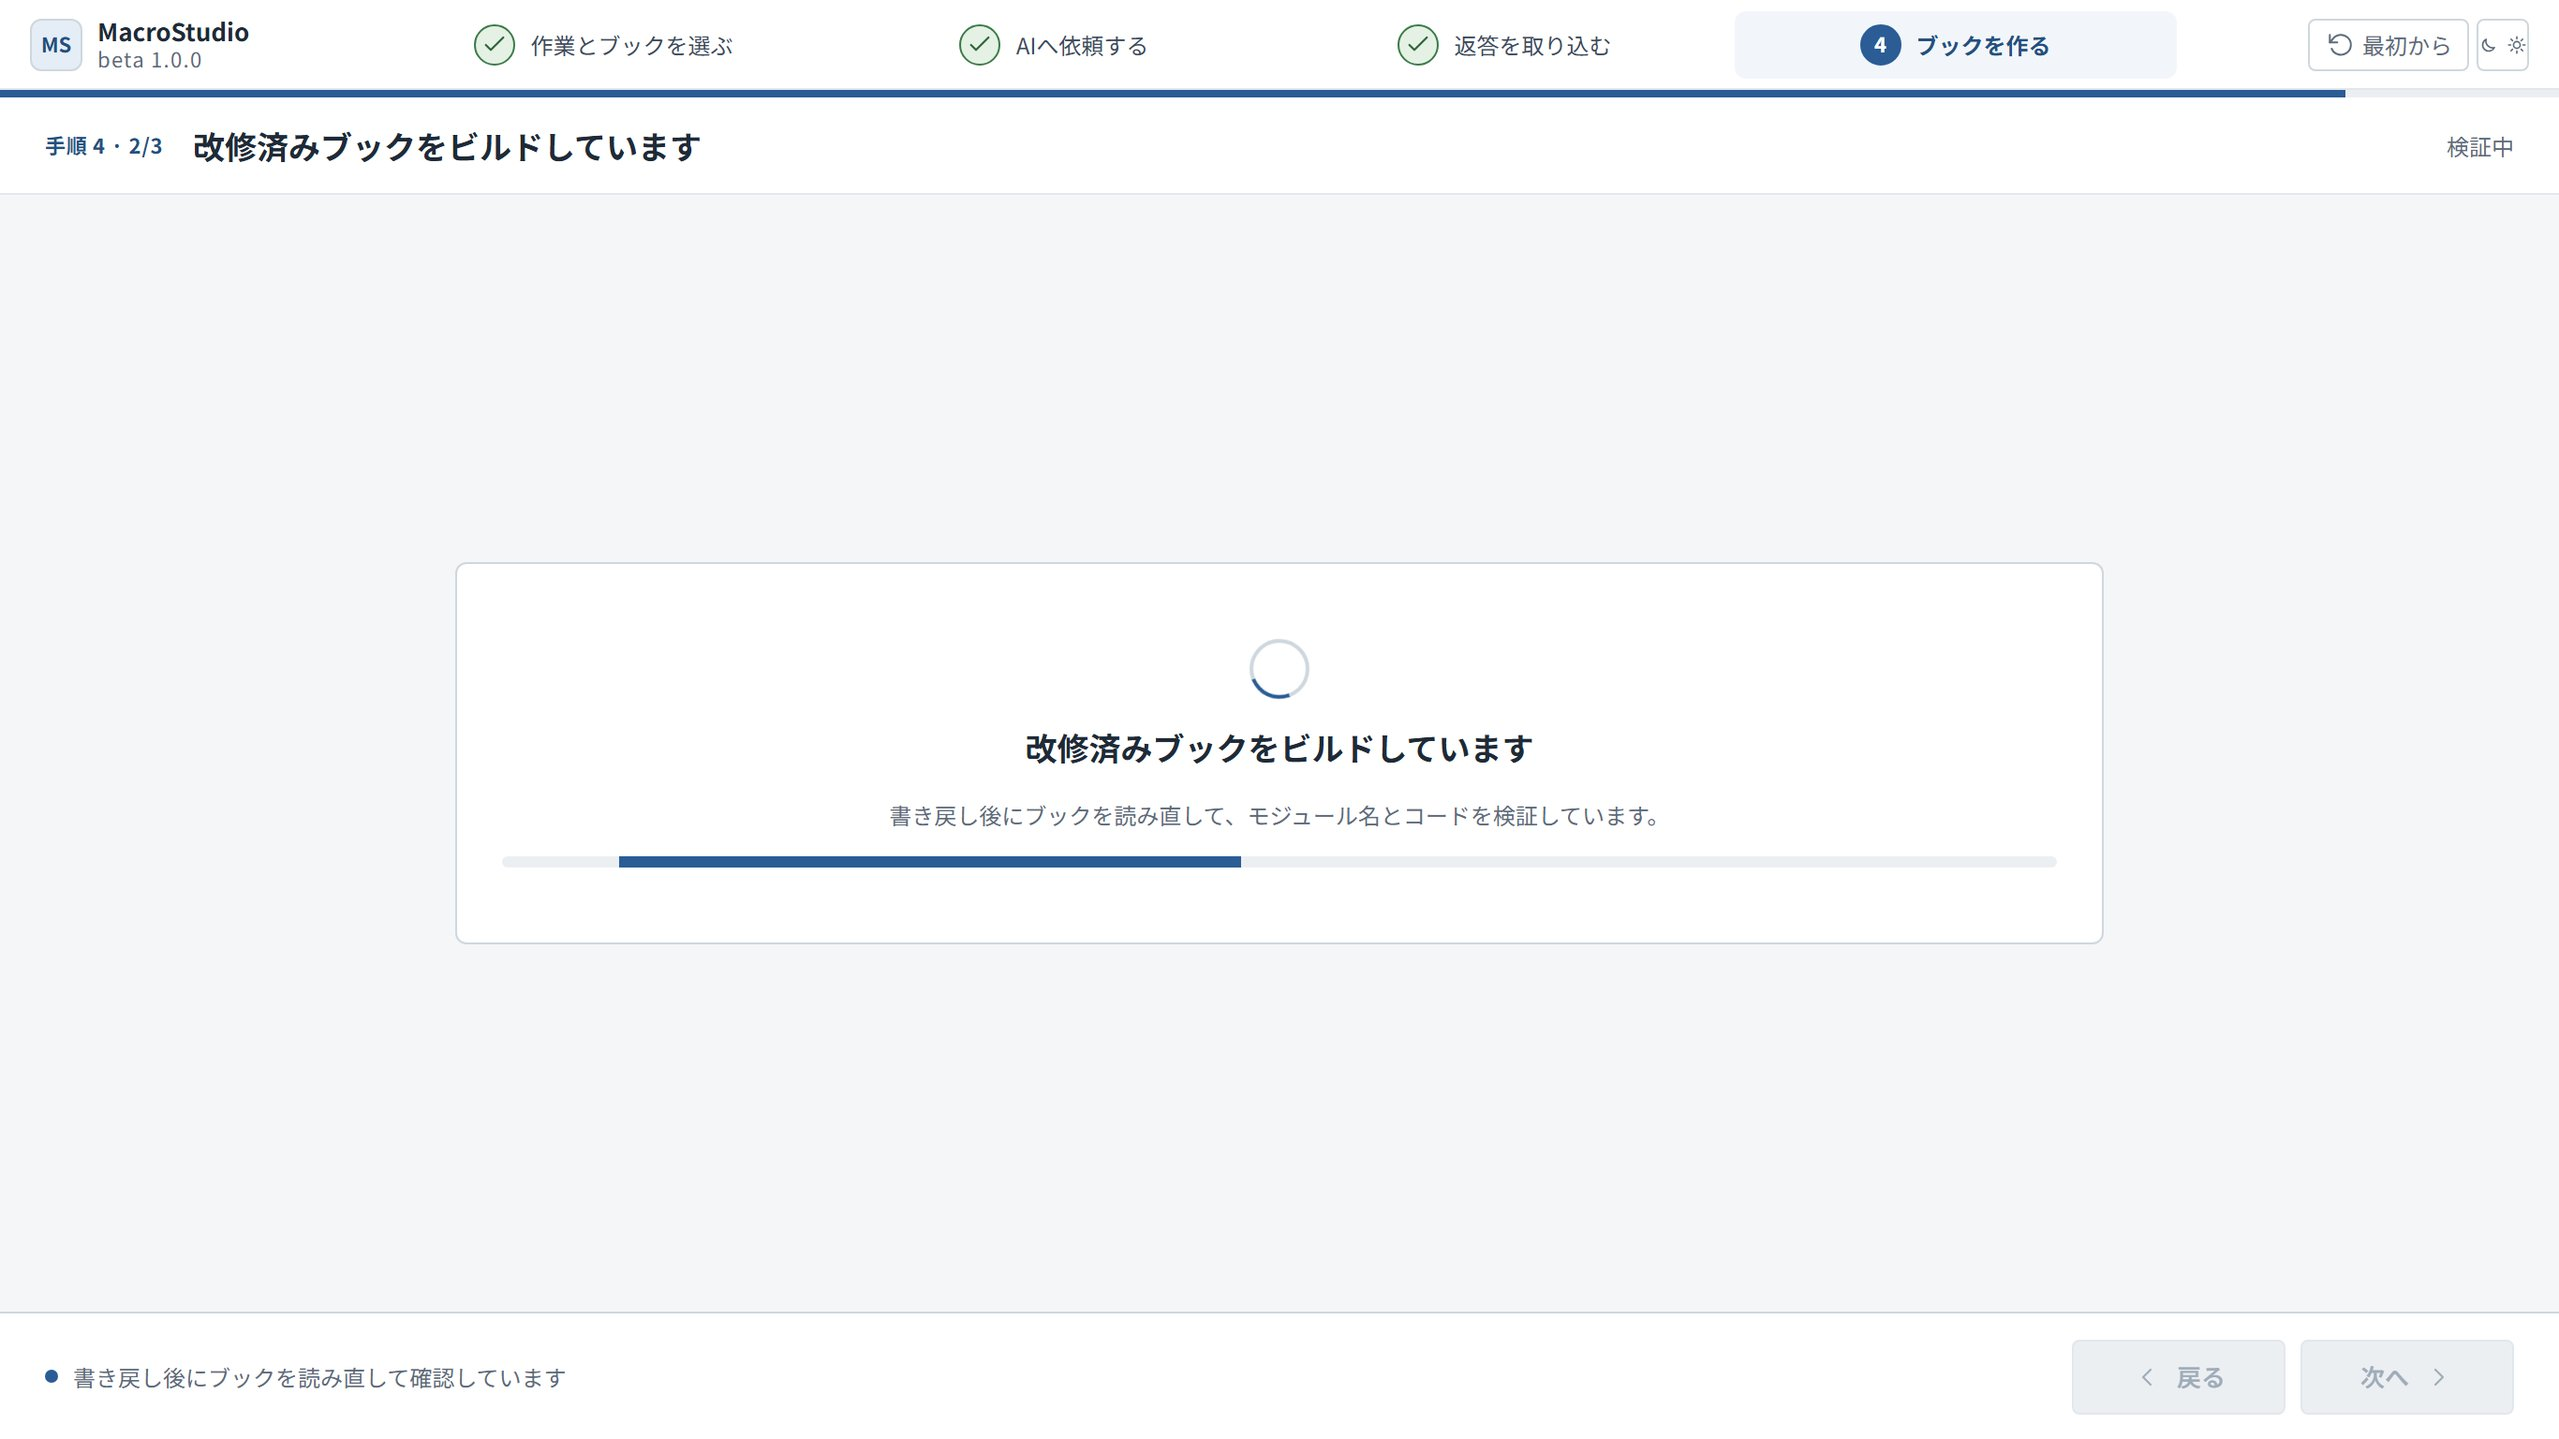 MS
MacroStudio
beta 1.0.0
作業とブックを選ぶ
AIへ依頼する
返答を取り込む
4 ブックを作る
最初から
手順 4 · 2/3
改修済みブックをビルドしています
検証中
改修済みブックをビルドしています
書き戻し後にブックを読み直して、モジュール名とコードを検証しています。
書き戻し後にブックを読み直して確認しています
戻る
次へ